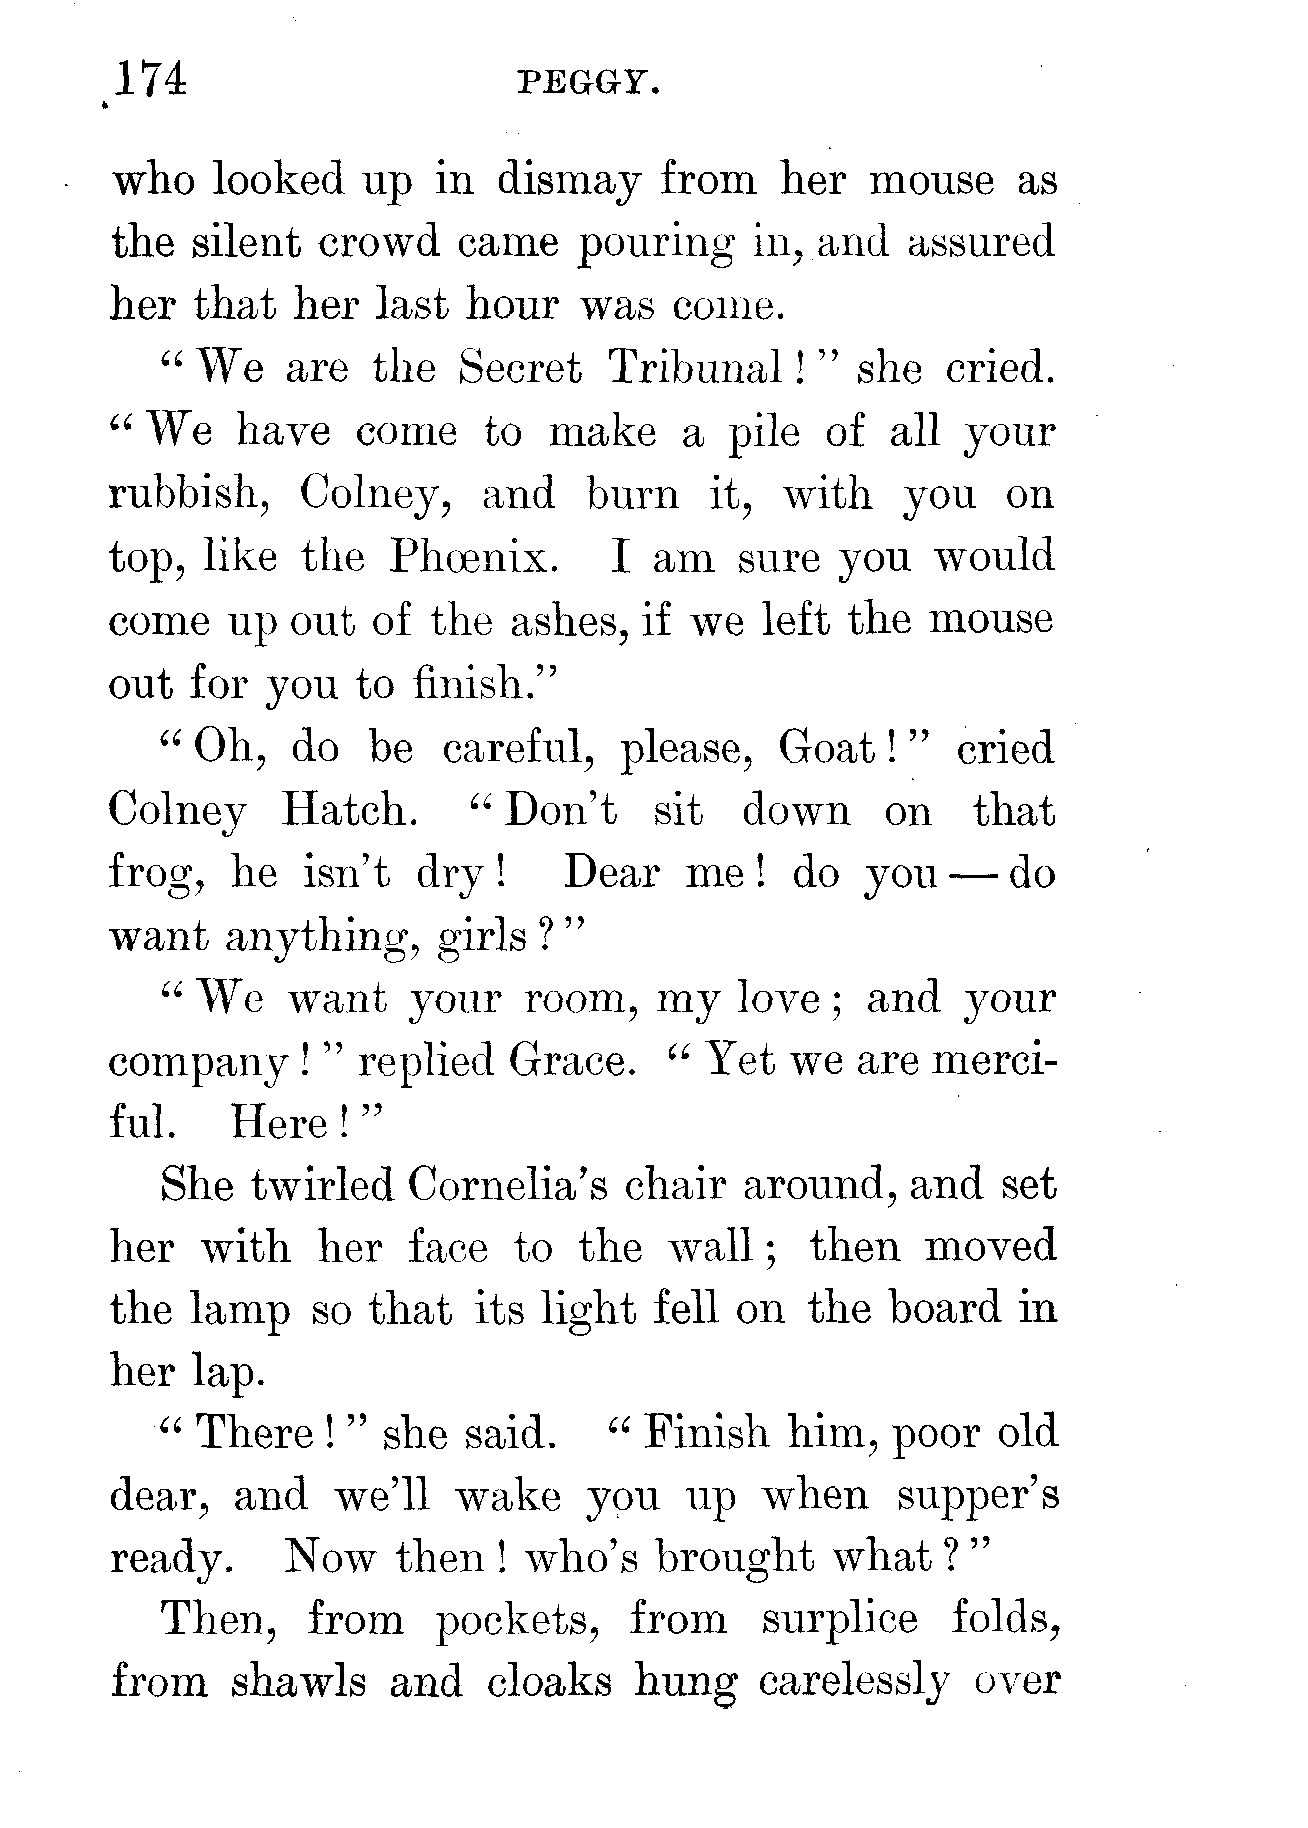 174 PEGGY.
who looked up in dismay from her mouse as
the silent crowd came pouring in, and assured
her that her last hour was come.
“ We are the Secret Tribunal ! ” she cried.
“ We have come to make a pile of all your
rubbish, Colney, and burn it, with you on
top, like the Phœnix. I am sure you would
come up out of the ashes, if we left the mouse
out for you to finish.”
“ Oh, do be careful, please, Goat ! ” cried
Colney Hatch. “ Don’t sit down on that
frog, he isn’t dry ! Dear me ! do you — do
want anything, girls ? ”
“ We want your room, my love ; and your
company ! ” replied Grace. “ Yet we are merci-
ful. Here ! ”
She twirled Cornelia’s chair around, and set
her with her face to the wall ; then moved
the lamp so that its light fell on the board in
her lap.
“ There ! ” she said. “ Finish him, poor old
dear, and we’ll wake you up when supper’s
ready. Now then ! who’s brought what ? ”
Then, from pockets, from surplice folds,
from shawls and cloaks hung carelessly over